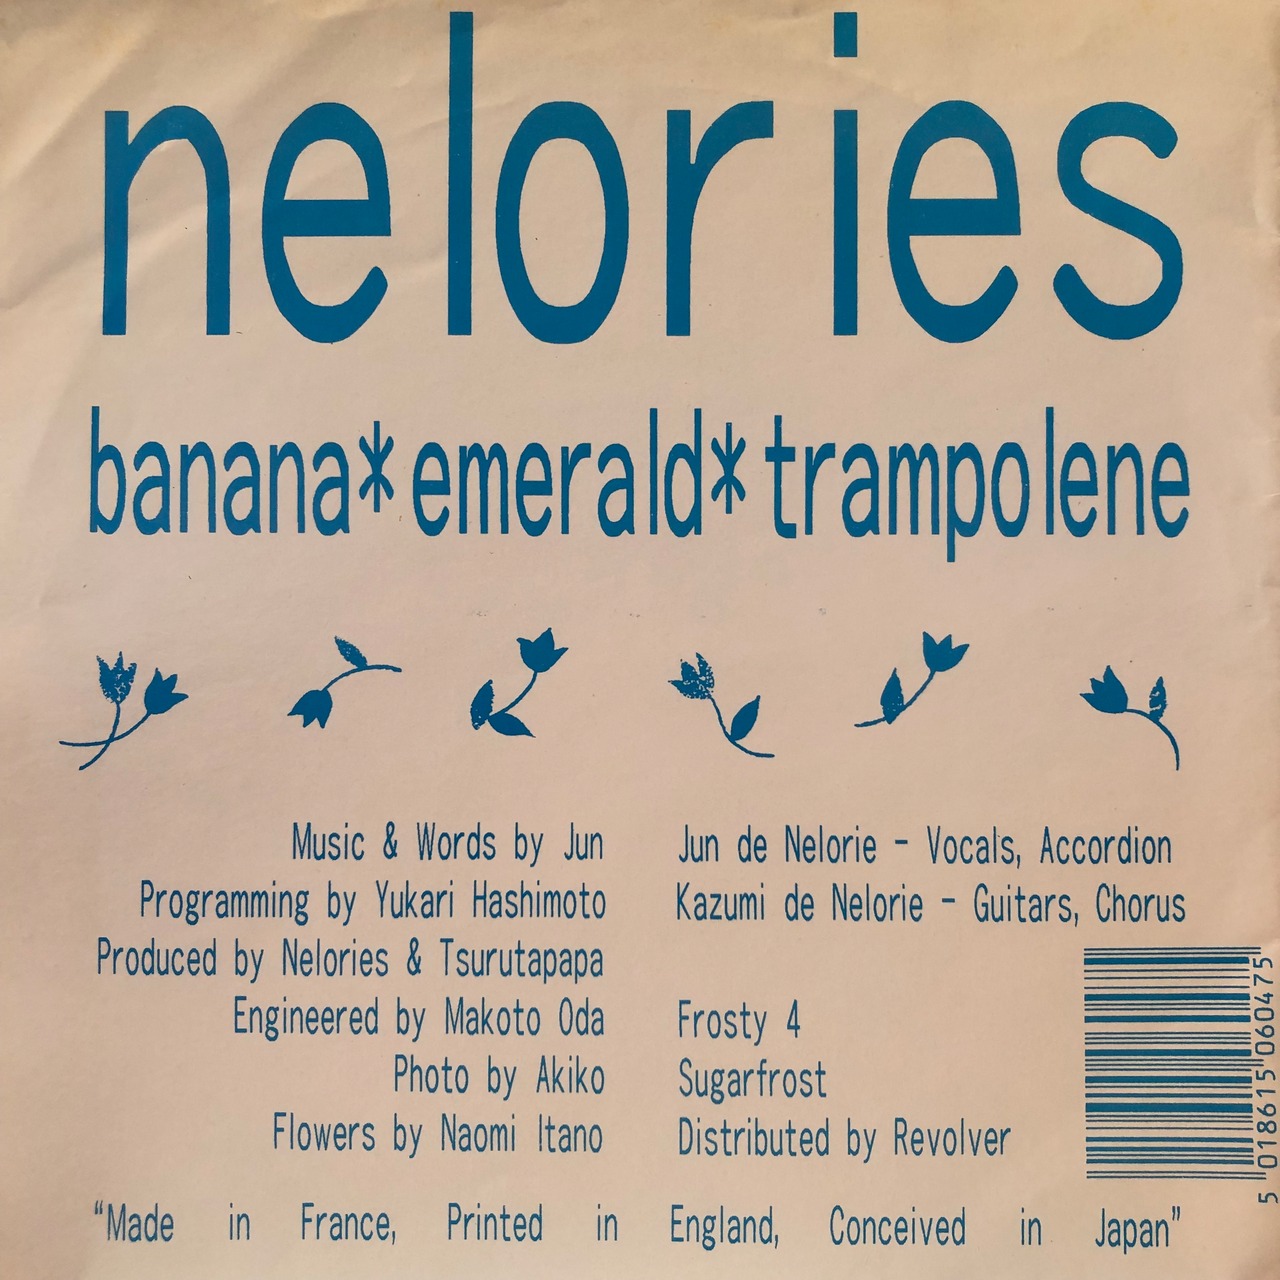 nelories
banana*emerald*trampolene
Music & Words by Jun
Programming by Yukari Hashimoto
Produced by Nelories & Tsurutapapa
Engineered by Makoto Oda
Photo by Akiko
Flowers by Naomi Itano
Jun de Nelorie - Vocals, Accordion
Kazumi de Nelorie - Guitars, Chorus
Frosty 4
Sugarfrost
Distributed by Revolver
5 018615 060475
"Made in France, Printed in England, Conceived in Japan"